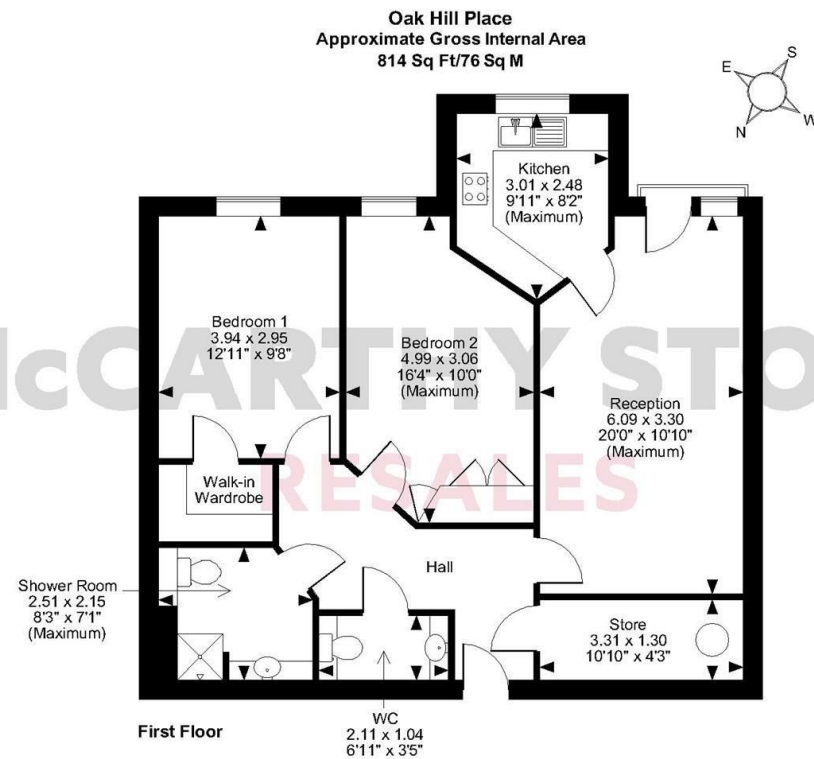 Oak Hill Place
Approximate Gross Internal Area
814 Sq Ft/76 Sq M
E
S
N
W
Kitchen
3.01 x 2.48
9'11" x 8'2"
(Maximum)
Bedroom 1
3.94 x 2.95
12'11" x 9'8"
Bedroom 2
4.99 x 3.06
16'4" x 10'0"
(Maximum)
Reception
6.09 x 3.30
20'0" x 10'10"
(Maximum)
McCARTHY STO
RESALES
Walk-in
Wardrobe
Hall
Shower Room
2.51 x 2.15
8'3" x 7'1"
(Maximum)
Store
3.31 x 1.30
10'10" x 4'3"
WC
2.11 x 1.04
6'11" x 3'5"
First Floor